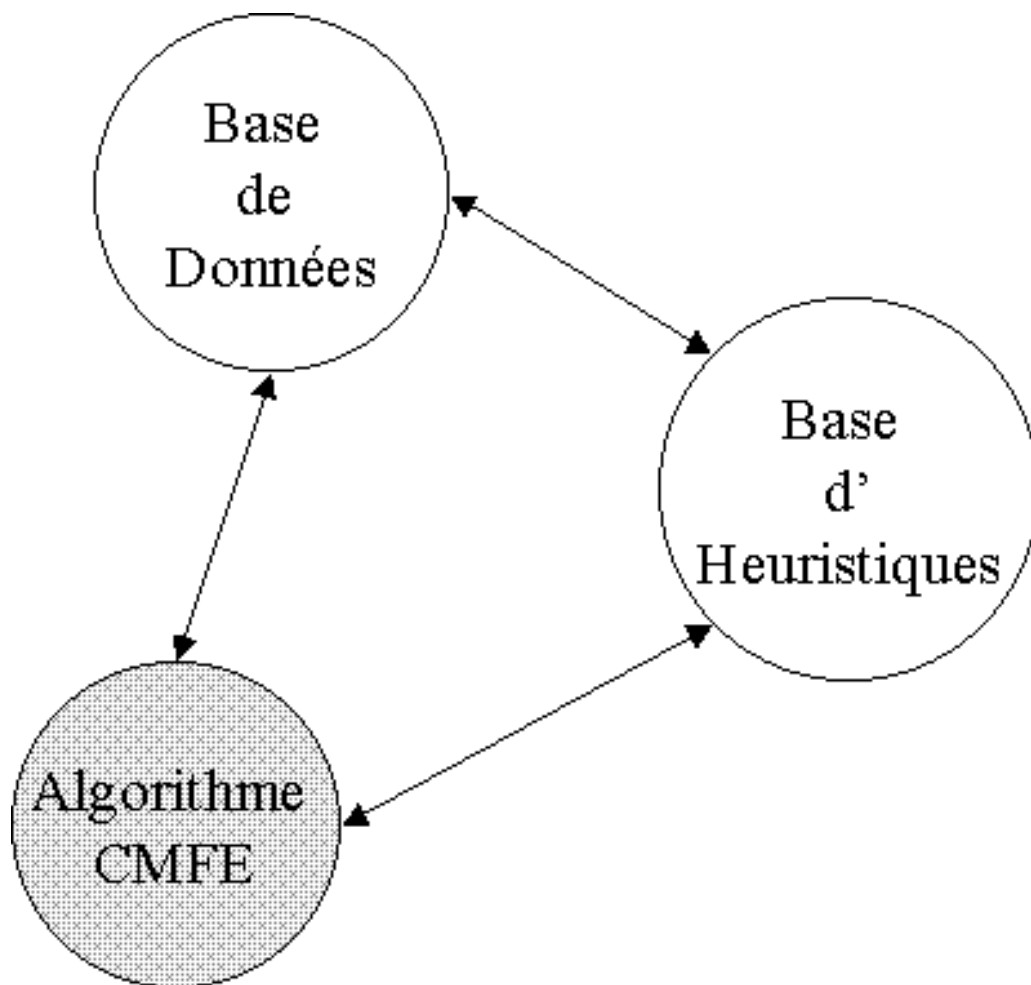 Base
de
Données
Base
d’
Heuristiques
Algorithme
CMFE